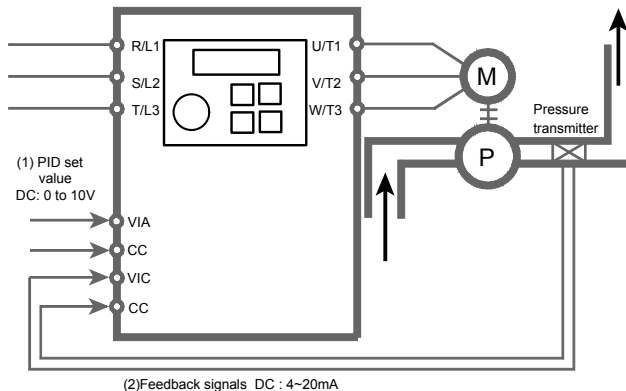 R/L1
U/T1
S/L2
V/T2
T/L3
W/T3
M
P
Pressure
transmitter
(1) PID set
value
DC: 0 to 10V
VIA
CC
VIC
CC
(2)Feedback signals DC : 4~20mA